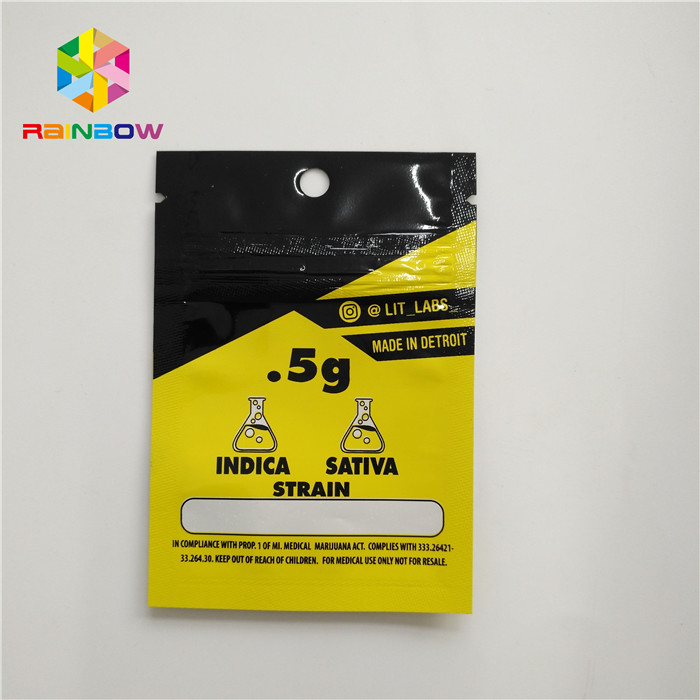 RAINBOW
@ LIT_LABS
MADE IN DETROIT
.5g
INDICA SATIVA
STRAIN
IN COMPLIANCE WITH PROP. 1 OF MI. MEDICAL MARIJUANA ACT. COMPLIES WITH 333.26421-
33.264.30. KEEP OUT OF REACH OF CHILDREN. FOR MEDICAL USE ONLY NOT FOR RESALE.